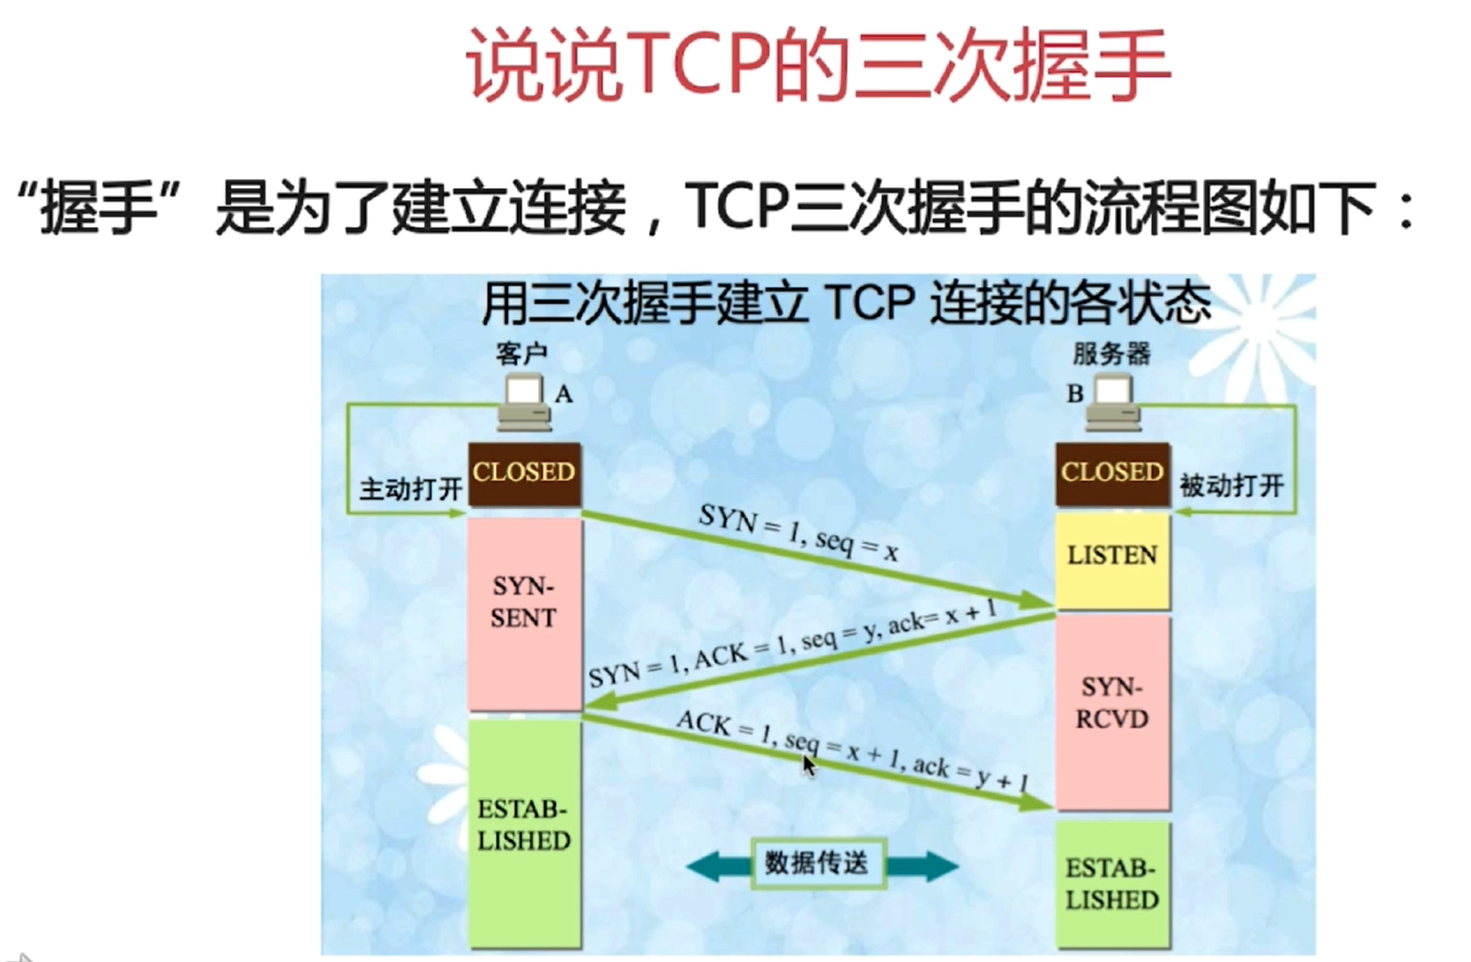 说说TCP的三次握手
“握手”是为了建立连接，TCP三次握手的流程图如下：
用三次握手建立 TCP 连接的各状态
客户
服务器
A
B
CLOSED
CLOSED
主动打开
被动打开
SYN = 1, seq = x
LISTEN
SYN-
SENT
SYN = 1, ACK = 1, seq = y, ack= x + 1
SYN-
RCVD
ACK = 1, seq = x + 1, ack = y + 1
ESTAB-
LISHED
数据传送
ESTAB-
LISHED